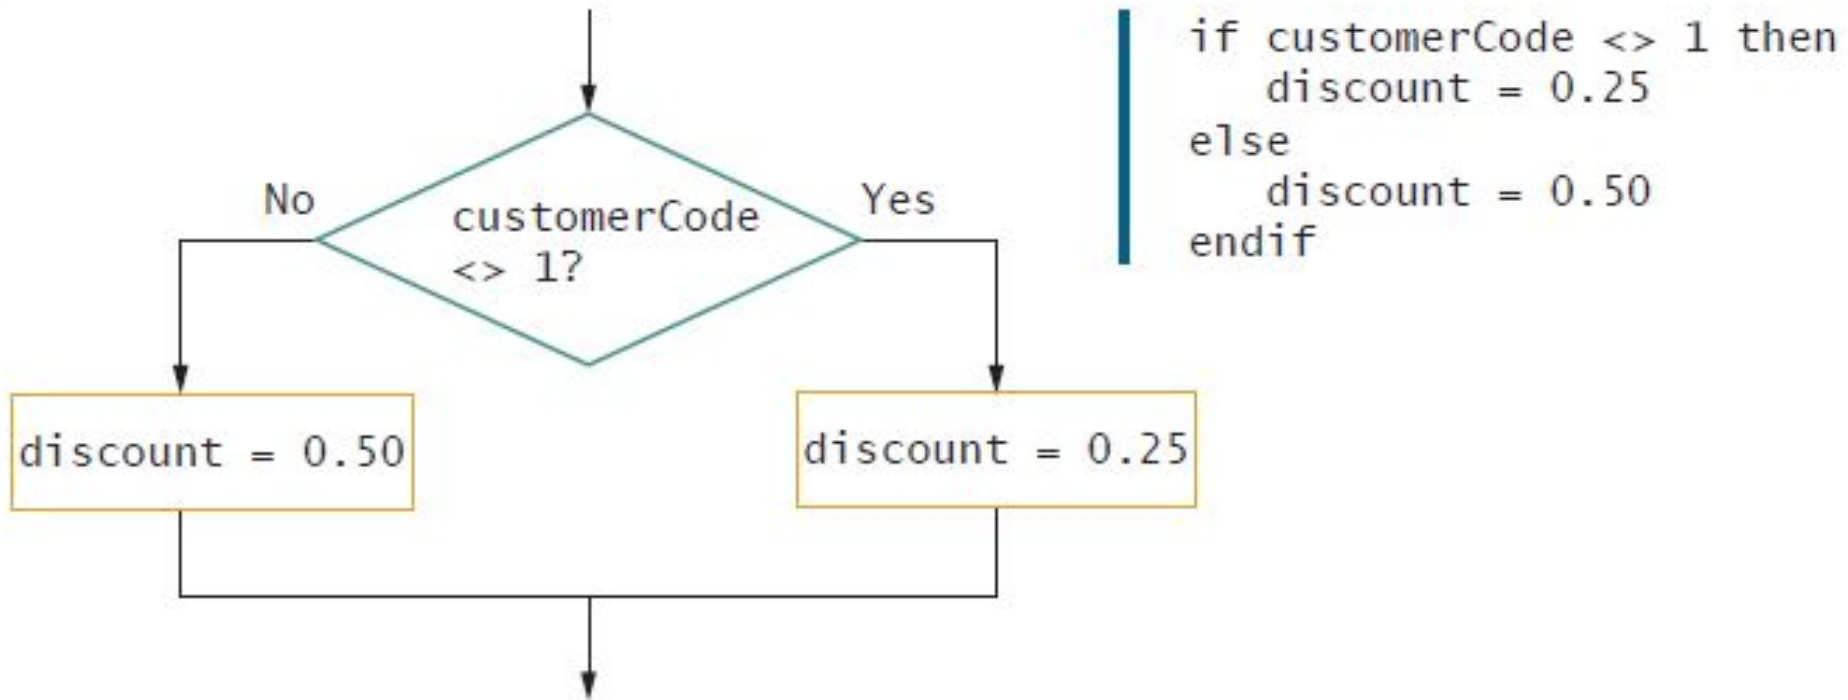 No
customerCode
<> 1?
Yes
discount = 0.50
discount = 0.25
if customerCode <> 1 then
   discount = 0.25
else
   discount = 0.50
endif